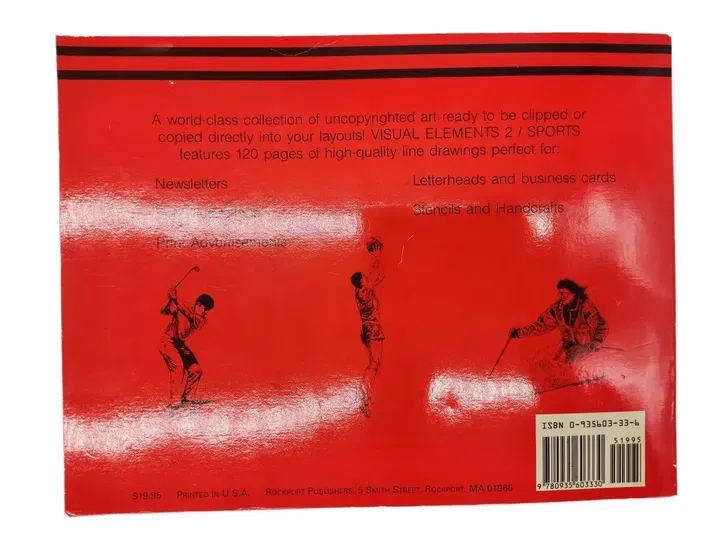 A world-class collection of uncopyrighted art ready to be clipped or
copied directly into your layouts! VISUAL ELEMENTS 2 / SPORTS
features 120 pages of high-quality line drawings perfect for:
Newsletters
Print Advertisements
Letterheads and business cards
Stencils and Handcrafts
ISBN 0-935603-33-6
51995
9 780935 603330
$19.95 PRINTED IN U.S.A. ROCKPORT PUBLISHERS, 5 SMITH STREET, ROCKPORT, MA 01966